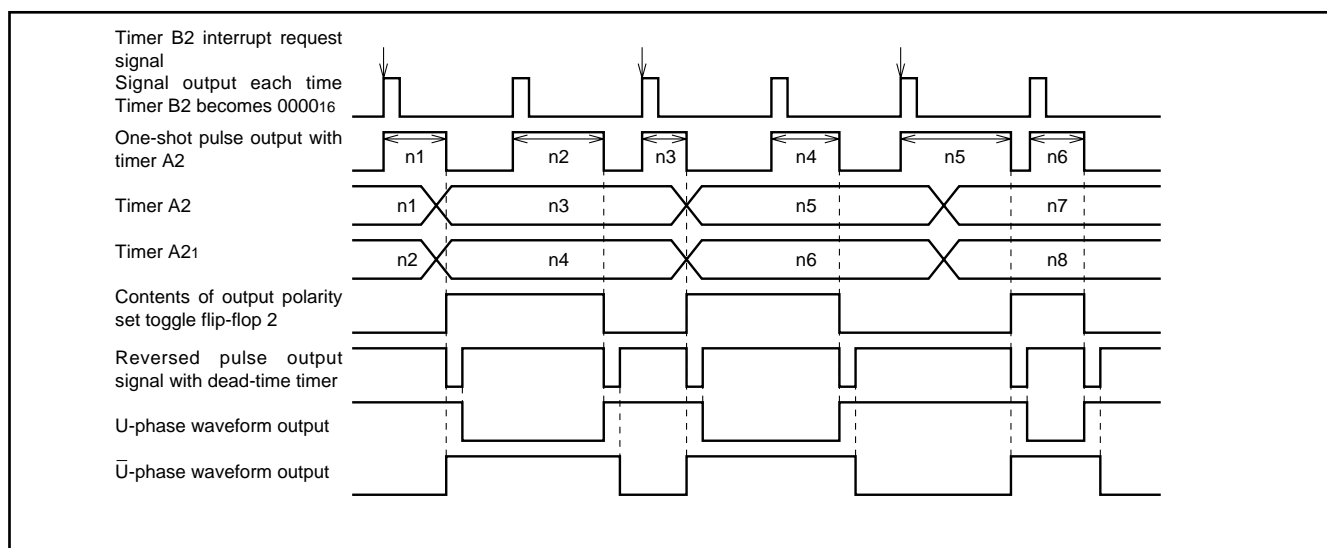 Timer B2 interrupt request
signal
Signal output each time
Timer B2 becomes 000016
One-shot pulse output with
timer A2
n1 n2 n3 n4 n5 n6
Timer A2
n1 n3 n5 n7
Timer A21
n2 n4 n6 n8
Contents of output polarity
set toggle flip-flop 2
Reversed pulse output
signal with dead-time timer
U-phase waveform output
U̅-phase waveform output